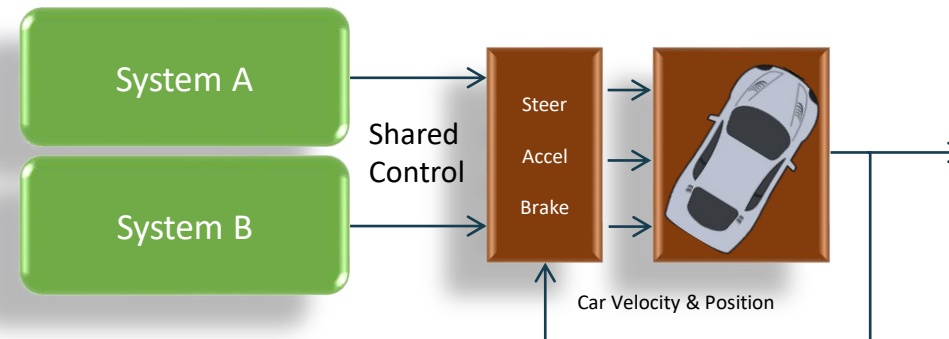 System A
Shared
Control
System B
Steer
Accel
Brake
Car Velocity & Position